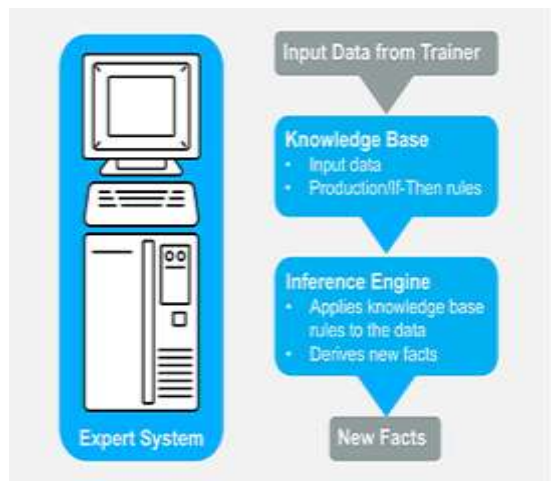 Input Data from Trainer
Knowledge Base
• Input data
• Production/If-Then rules
Inference Engine
• Applies knowledge base
rules to the data
• Derives new facts
New Facts
Expert System